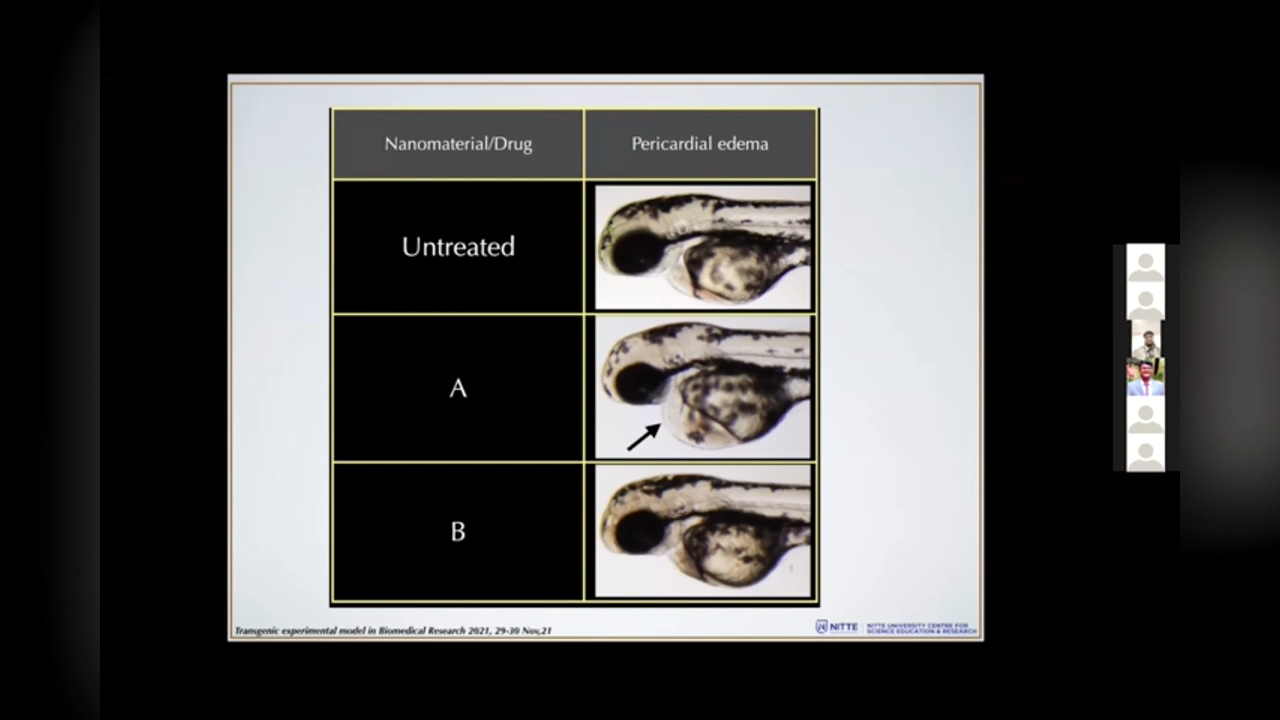 Nanomaterial/Drug
Pericardial edema
Untreated
A
B
Transgenic experimental model in Biomedical Research 2021, 29-30 Nov,21
NITTE
NITTE UNIVERSITY CENTRE FOR
SCIENCE EDUCATION & RESEARCH